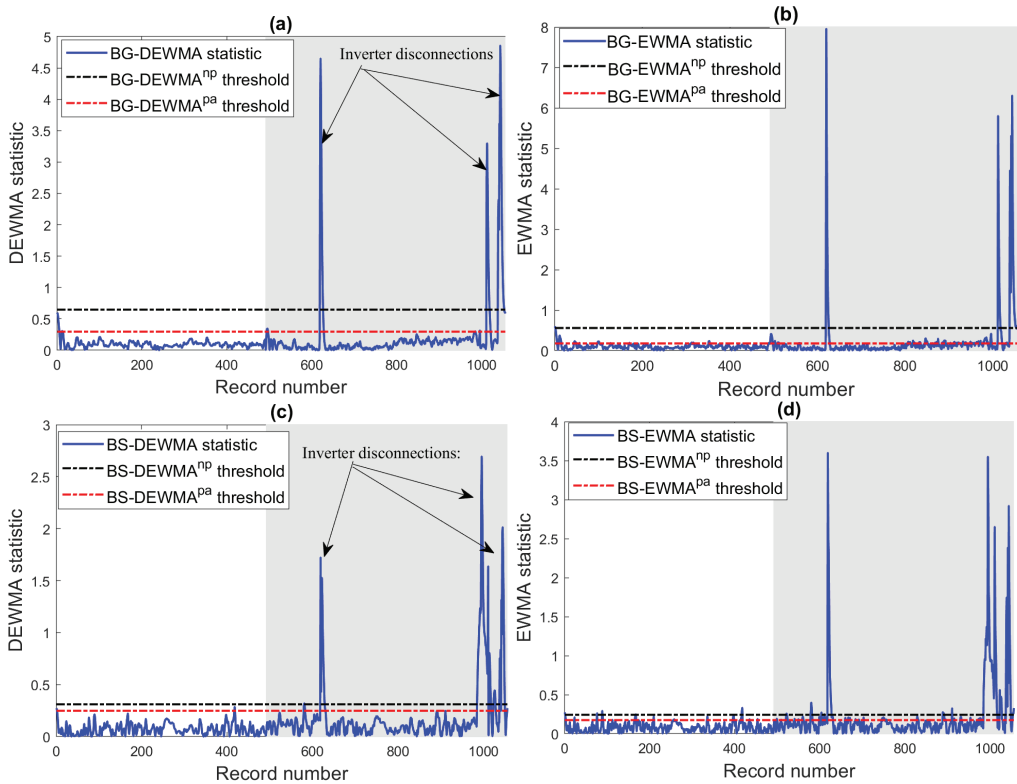 (a)
5
4.5
4
3.5
3
2.5
2
1.5
1
0.5
0
DEWMA statistic
BG-DEWMA statistic
BG-DEWMA^np threshold
BG-DEWMA^pa threshold
Inverter disconnections
0 200 400 600 800 1000
Record number
(b)
8
7
6
5
4
3
2
1
0
EWMA statistic
BG-EWMA statistic
BG-EWMA^np threshold
BG-EWMA^pa threshold
0 200 400 600 800 1000
Record number
(c)
3
2.5
2
1.5
1
0.5
0
DEWMA statistic
BS-DEWMA statistic
BS-DEWMA^np threshold
BS-DEWMA^pa threshold
Inverter disconnections:
0 200 400 600 800 1000
Record number
(d)
4
3.5
3
2.5
2
1.5
1
0.5
0
EWMA statistic
BS-EWMA statistic
BS-EWMA^np threshold
BS-EWMA^pa threshold
0 200 400 600 800 1000
Record number